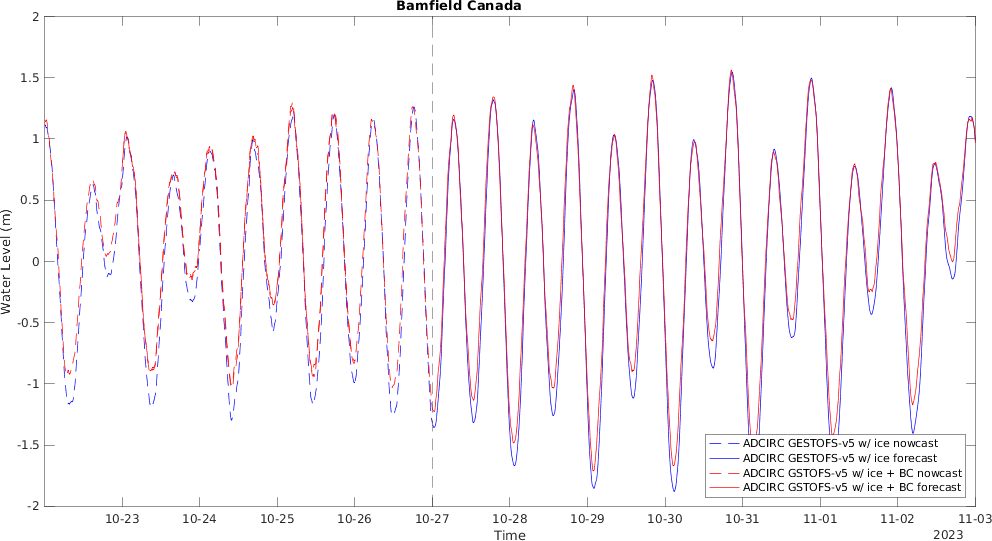 Bamfield Canada
2
1.5
1
0.5
0
-0.5
-1
-1.5
-2
Water Level (m)
ADCIRC GESTOFS-v5 w/ ice nowcast
ADCIRC GESTOFS-v5 w/ ice forecast
ADCIRC GSTOFS-v5 w/ ice + BC nowcast
ADCIRC GSTOFS-v5 w/ ice + BC forecast
10-23 10-24 10-25 10-26 10-27 10-28 10-29 10-30 10-31 11-01 11-02 11-03
Time
2023